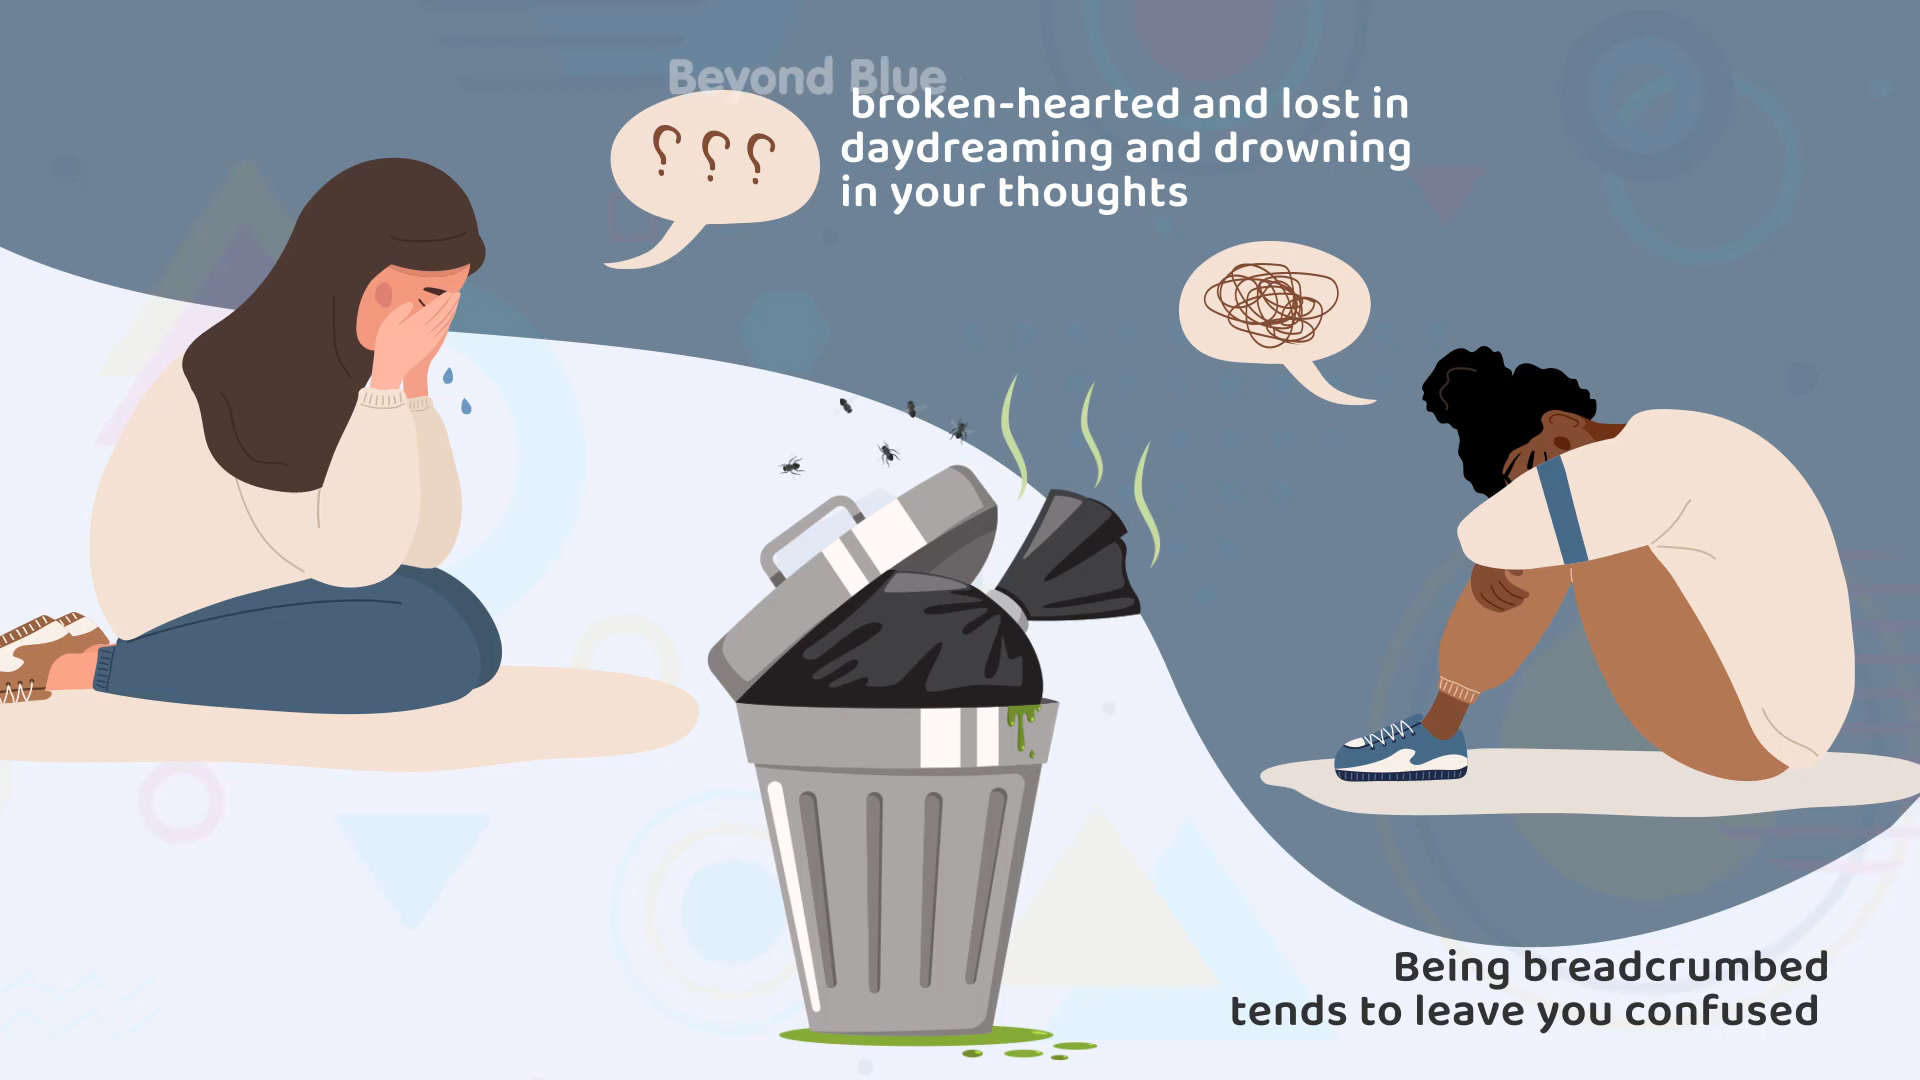 Beyond Blue
broken-hearted and lost in
daydreaming and drowning
in your thoughts
???
Being breadcrumbed
tends to leave you confused